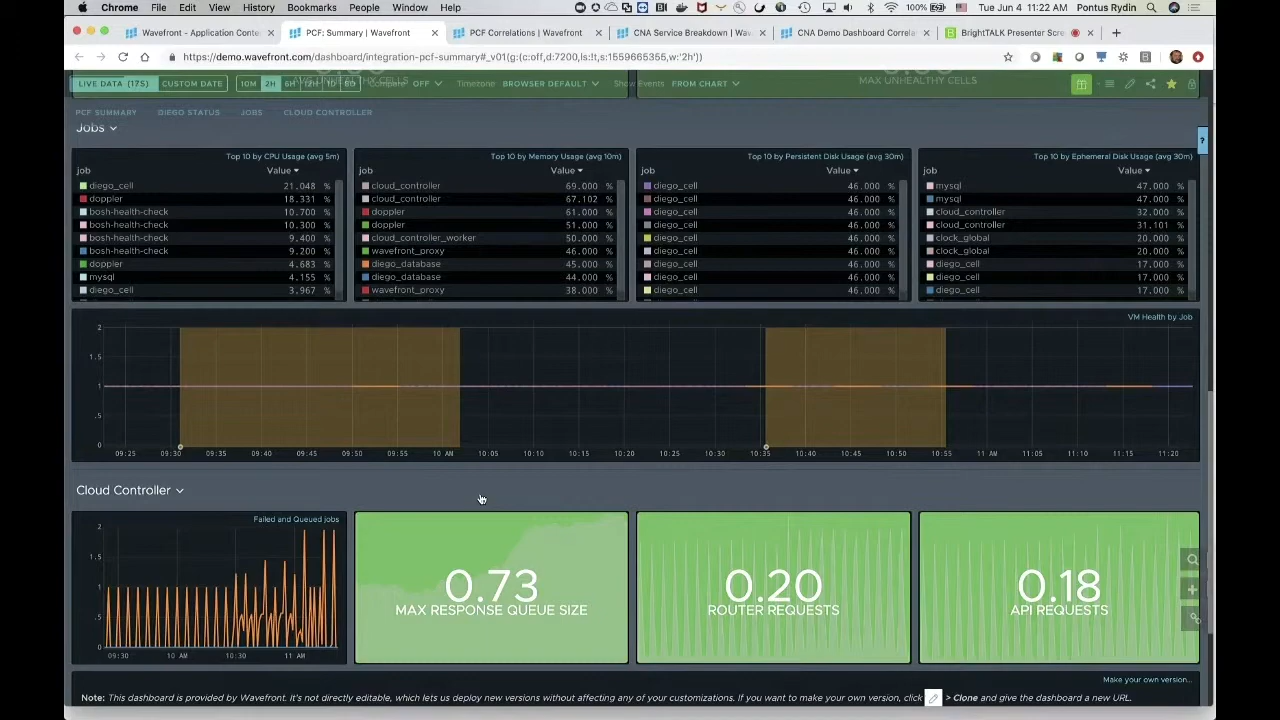 Chrome File Edit View History Bookmarks People Window Help 100% Tue Jun 4 11:22 AM Pontus Rydin
Wavefront - Application Conte × PCF: Summary | Wavefront × PCF Correlations | Wavefront × CNA Service Breakdown | Wav × CNA Demo Dashboard Correla × BrightTALK Presenter Scre × +
https://demo.wavefront.com/dashboard/integration-pcf-summary#_v01(g:(c:off,d:7200,ls:!t,s:1559665355,w:'2h'))
AVG UNHEALTHY CELLS MAX UNHEALTHY CELLS
LIVE DATA (17S) CUSTOM DATE 10M 2H 6H 12H 1D 6D Compare OFF Timezone BROWSER DEFAULT Show Events FROM CHART
PCF SUMMARY DIEGO STATUS JOBS CLOUD CONTROLLER
?
Jobs
Top 10 by CPU Usage (avg 5m)
job Value
diego_cell 21.048 %
doppler 18.331 %
bosh-health-check 10.700 %
bosh-health-check 10.300 %
bosh-health-check 9.400 %
bosh-health-check 9.200 %
doppler 4.683 %
mysql 4.155 %
diego_cell 3.967 %
Top 10 by Memory Usage (avg 10m)
job Value
cloud_controller 69.000 %
cloud_controller 67.102 %
doppler 61.000 %
doppler 51.000 %
cloud_controller_worker 50.000 %
wavefront_proxy 46.000 %
diego_database 45.000 %
diego_database 44.000 %
wavefront_proxy 38.000 %
Top 10 by Persistent Disk Usage (avg 30m)
job Value
diego_cell 46.000 %
diego_cell 46.000 %
diego_cell 46.000 %
diego_cell 46.000 %
diego_cell 46.000 %
diego_cell 46.000 %
diego_cell 46.000 %
diego_cell 46.000 %
diego_cell 46.000 %
Top 10 by Ephemeral Disk Usage (avg 30m)
job Value
mysql 47.000 %
mysql 47.000 %
cloud_controller 32.000 %
cloud_controller 31.101 %
clock_global 20.000 %
clock_global 20.000 %
diego_cell 17.000 %
diego_cell 17.000 %
diego_cell 17.000 %
VM Health by Job
2
1.5
1
.5
0
09:25 09:30 09:35 09:40 09:45 09:50 09:55 10 AM 10:05 10:10 10:15 10:20 10:25 10:30 10:35 10:40 10:45 10:50 10:55 11 AM 11:05 11:10 11:15 11:20
Cloud Controller
Failed and Queued jobs
2
1.5
1
.5
0
09:30 10 AM 10:30 11 AM
0.73
MAX RESPONSE QUEUE SIZE
0.20
ROUTER REQUESTS
0.18
API REQUESTS
Make your own version...
Note: This dashboard is provided by Wavefront. It's not directly editable, which lets us deploy new versions without affecting any of your customizations. If you want to make your own version, click > Clone and give the dashboard a new URL.